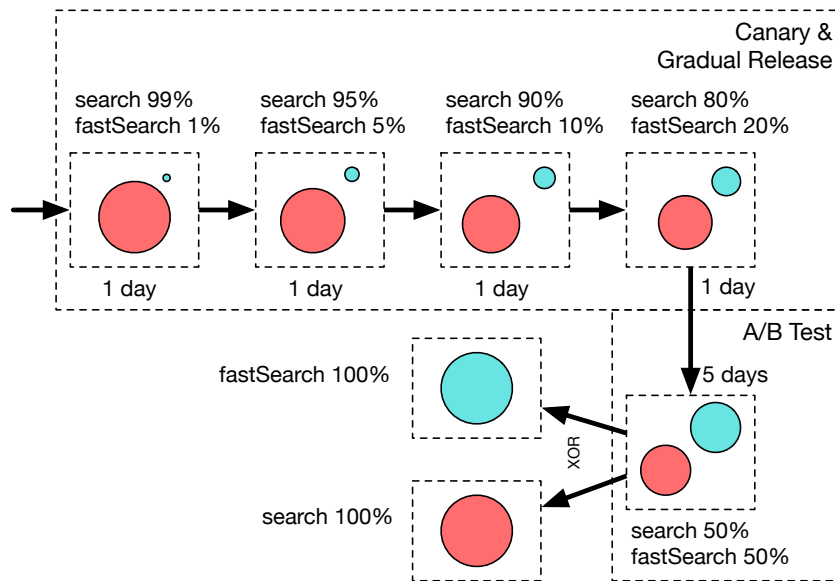 Canary &
Gradual Release
search 99%
fastSearch 1%
search 95%
fastSearch 5%
search 90%
fastSearch 10%
search 80%
fastSearch 20%
1 day
1 day
1 day
1 day
A/B Test
5 days
fastSearch 100%
XOR
search 100%
search 50%
fastSearch 50%